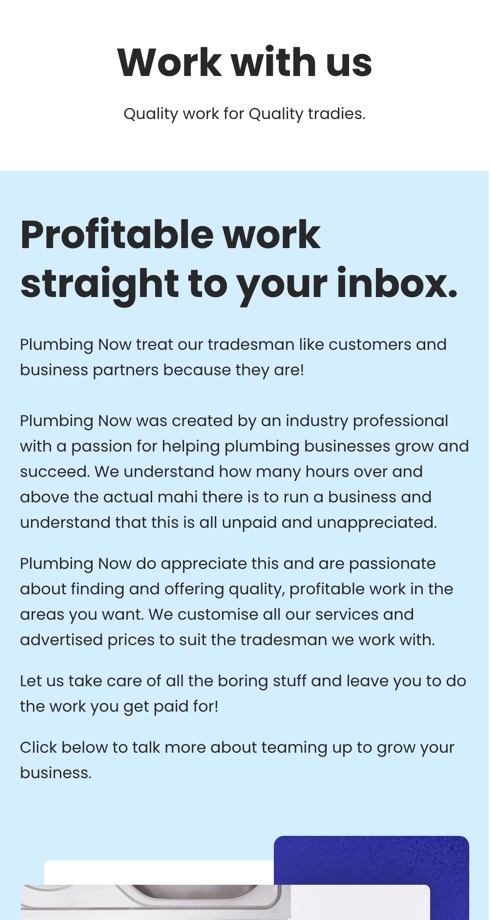 Work with us
Quality work for Quality tradies.
Profitable work
straight to your inbox.
Plumbing Now treat our tradesman like customers and
business partners because they are!
Plumbing Now was created by an industry professional
with a passion for helping plumbing businesses grow and
succeed. We understand how many hours over and
above the actual mahi there is to run a business and
understand that this is all unpaid and unappreciated.
Plumbing Now do appreciate this and are passionate
about finding and offering quality, profitable work in the
areas you want. We customise all our services and
advertised prices to suit the tradesman we work with.
Let us take care of all the boring stuff and leave you to do
the work you get paid for!
Click below to talk more about teaming up to grow your
business.